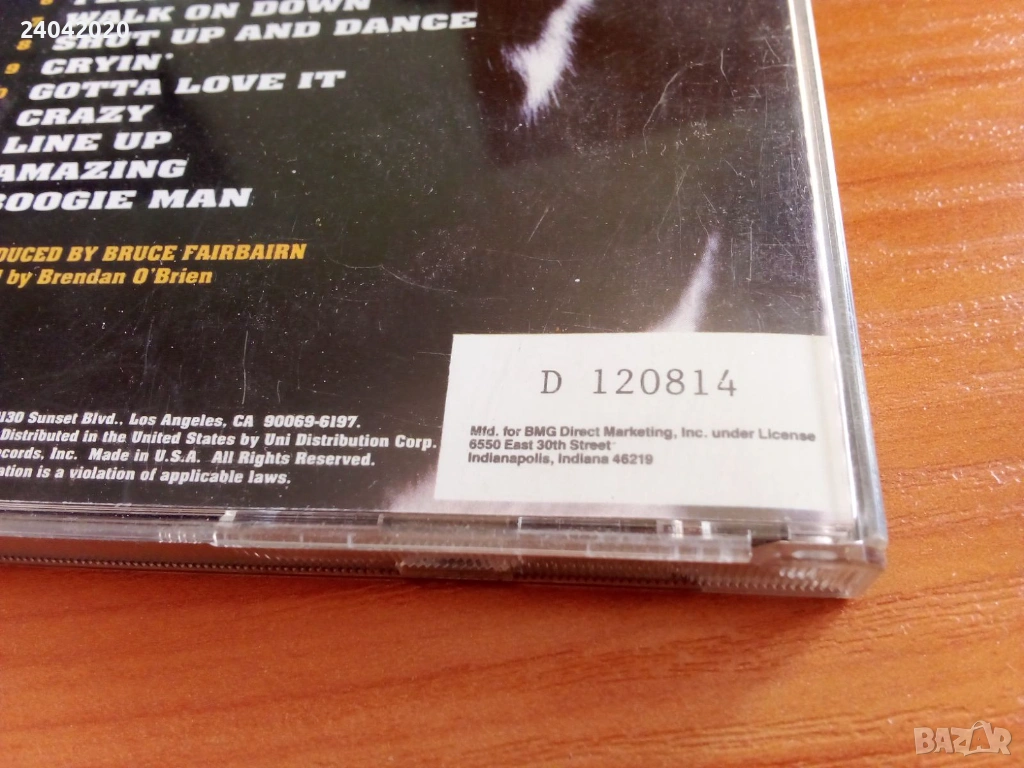 24042020
WALK ON DOWN
8 SHUT UP AND DANCE
9 CRYIN'
GOTTA LOVE IT
CRAZY
LINE UP
AMAZING
BOOGIE MAN
DUCED BY BRUCE FAIRBAIRN
by Brendan O'Brien
D 120814
Mfd. for BMG Direct Marketing, Inc. under License
6550 East 30th Street
Indianapolis, Indiana 46219
130 Sunset Blvd., Los Angeles, CA 90069-6197.
Distributed in the United States by Uni Distribution Corp.
cords, Inc. Made in U.S.A. All Rights Reserved.
ation is a violation of applicable laws.
BAZAR